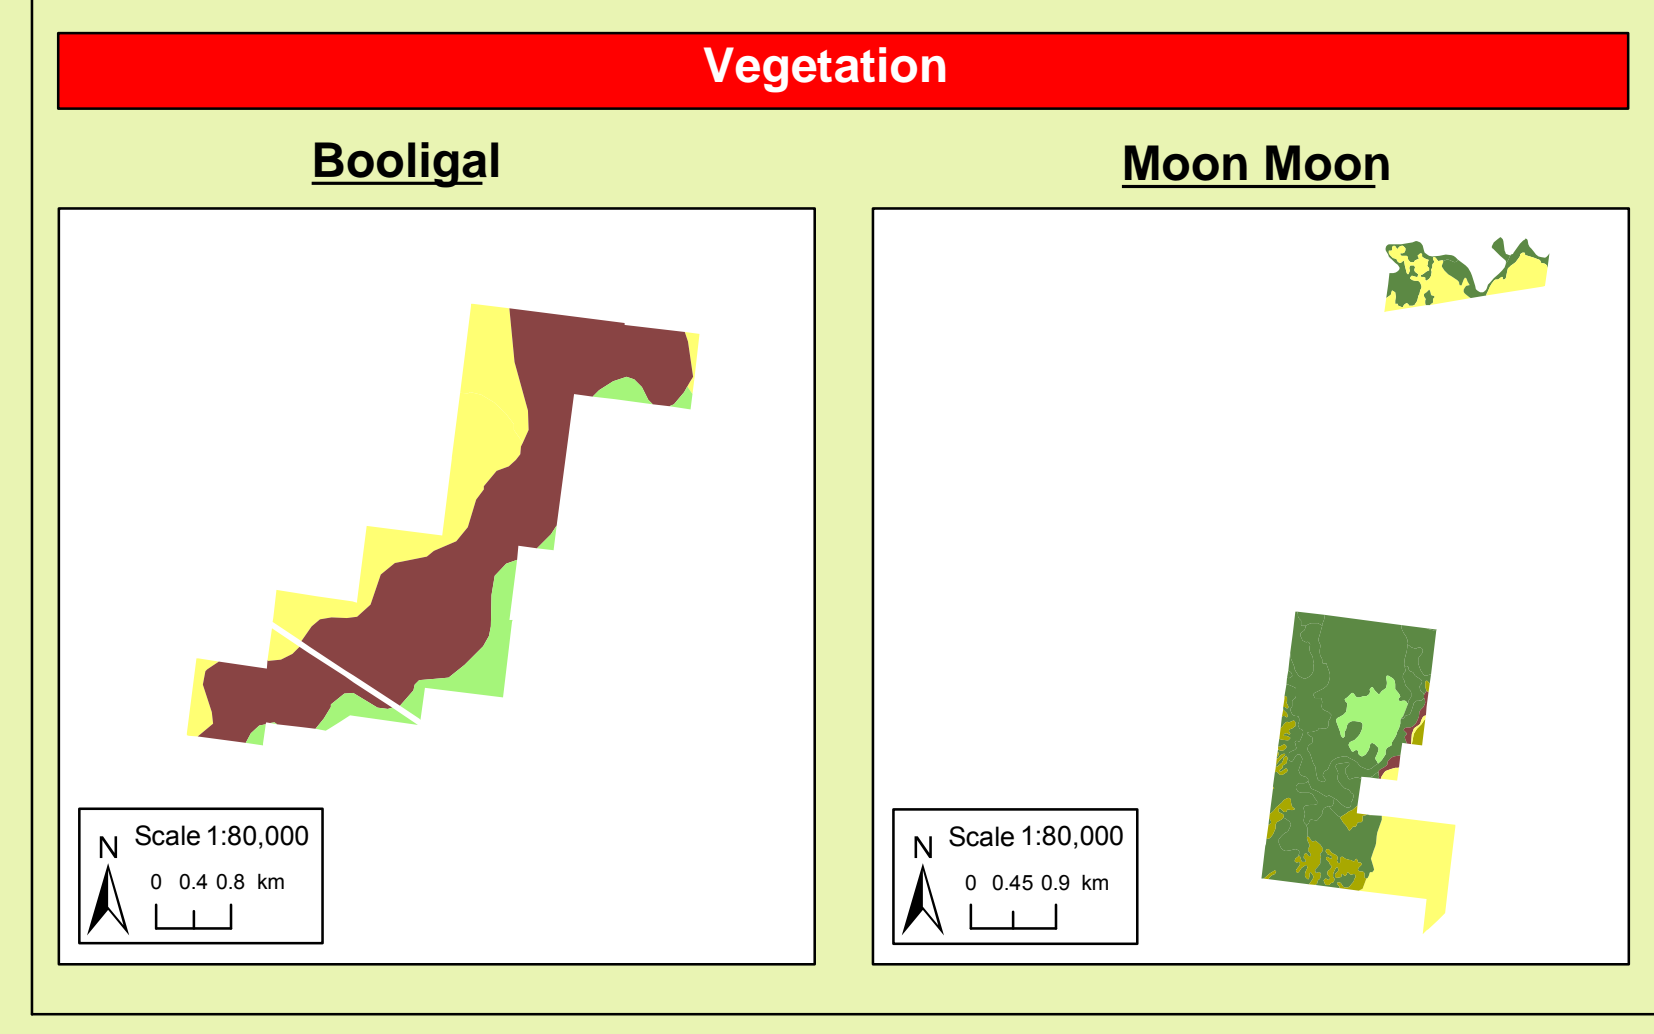 Vegetation
Booligal
Moon Moon
N
Scale 1:80,000
0 0.4 0.8 km
N
Scale 1:80,000
0 0.45 0.9 km